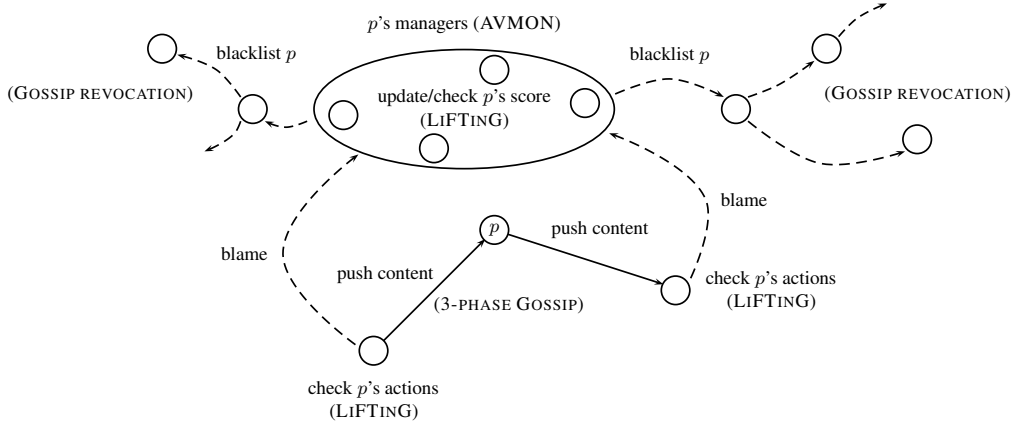 p's managers (AVMON)
blacklist p
blacklist p
(GOSSIP REVOCATION)
update/check p's score
(LIFTING)
(GOSSIP REVOCATION)
blame
blame
p
push content
push content
(3-PHASE GOSSIP)
check p's actions
(LIFTING)
check p's actions
(LIFTING)